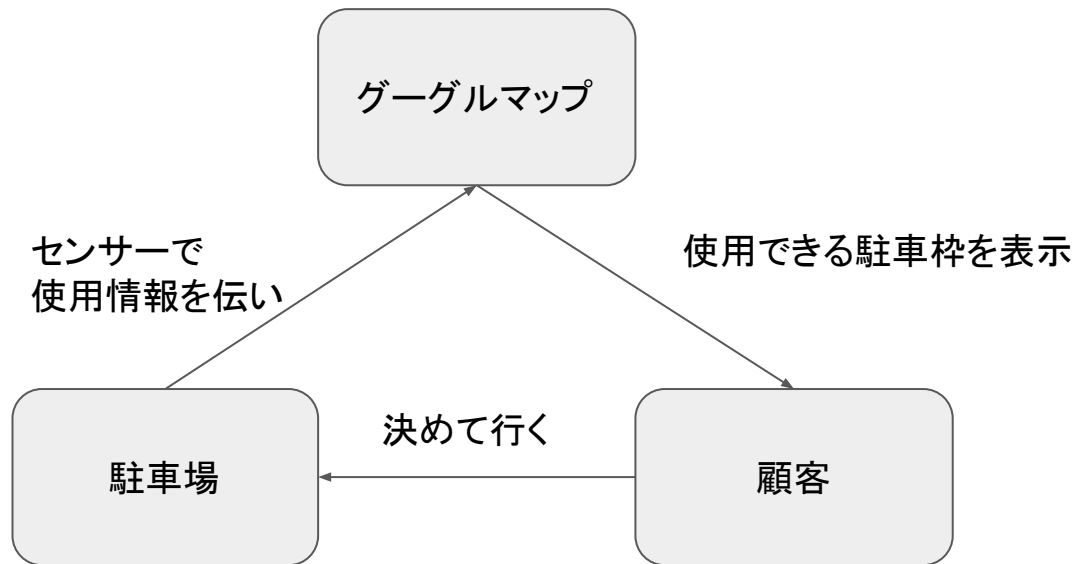 グーグルマップ
センサーで
使用情報を伝い
使用できる駐車枠を表示
決めて行く
駐車場
顧客